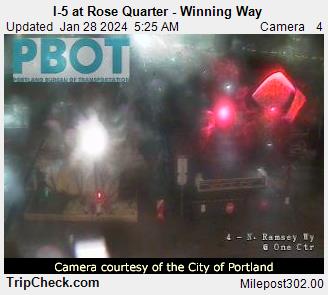 I-5 at Rose Quarter - Winning Way
Updated Jan 28 2024 5:25 AM Camera 4
PBOT
PORTLAND BUREAU OF TRANSPORTATION
4 - N. Ramsey Wy
@ One Ctr
Camera courtesy of the City of Portland
TripCheck.com Milepost302.00